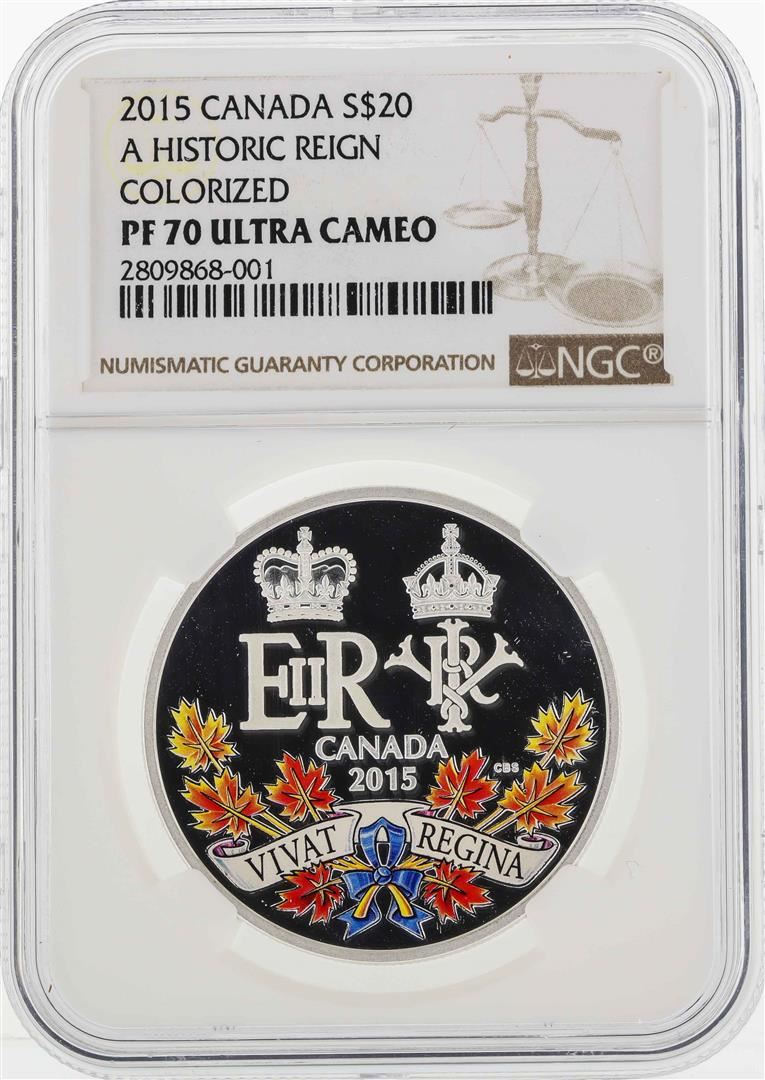 2015 CANADA S$20
A HISTORIC REIGN
COLORIZED
PF 70 ULTRA CAMEO
2809868-001
NUMISMATIC GUARANTY CORPORATION
NGC®
EIIR VRI
CANADA
2015
CBS
VIVAT REGINA